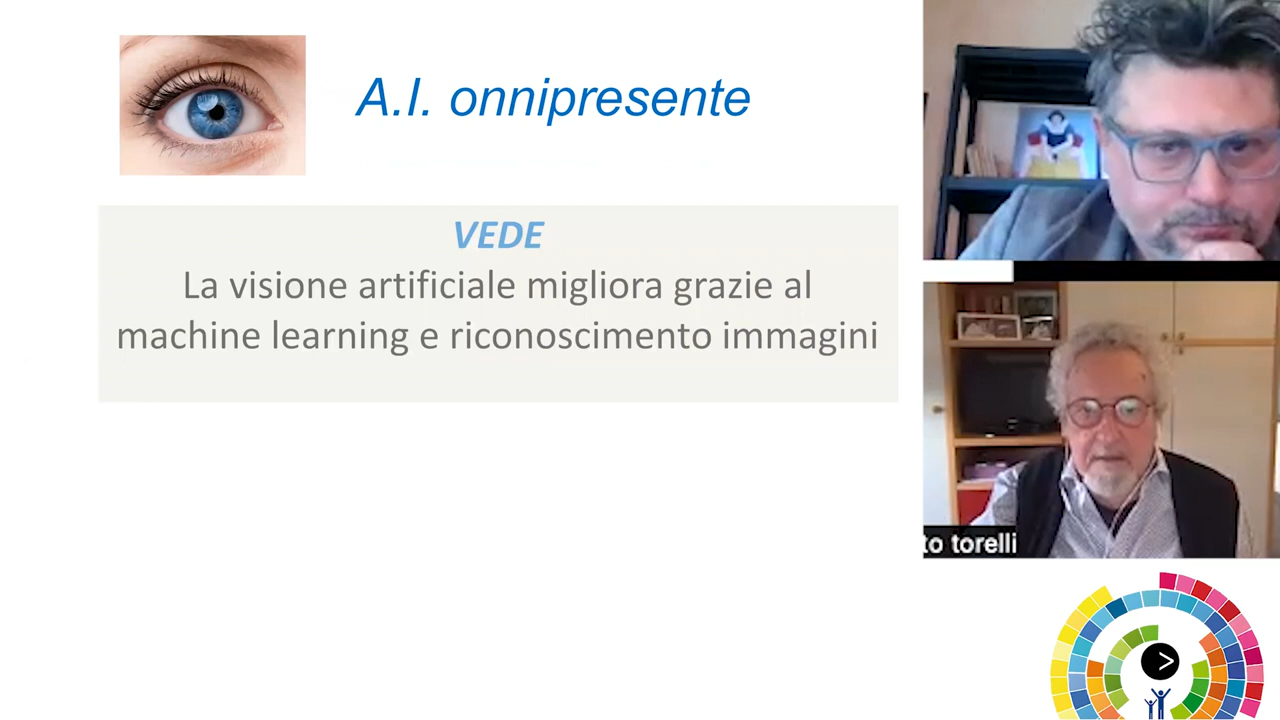 A.I. onnipresente
VEDE
La visione artificiale migliora grazie al
machine learning e riconoscimento immagini
to torelli